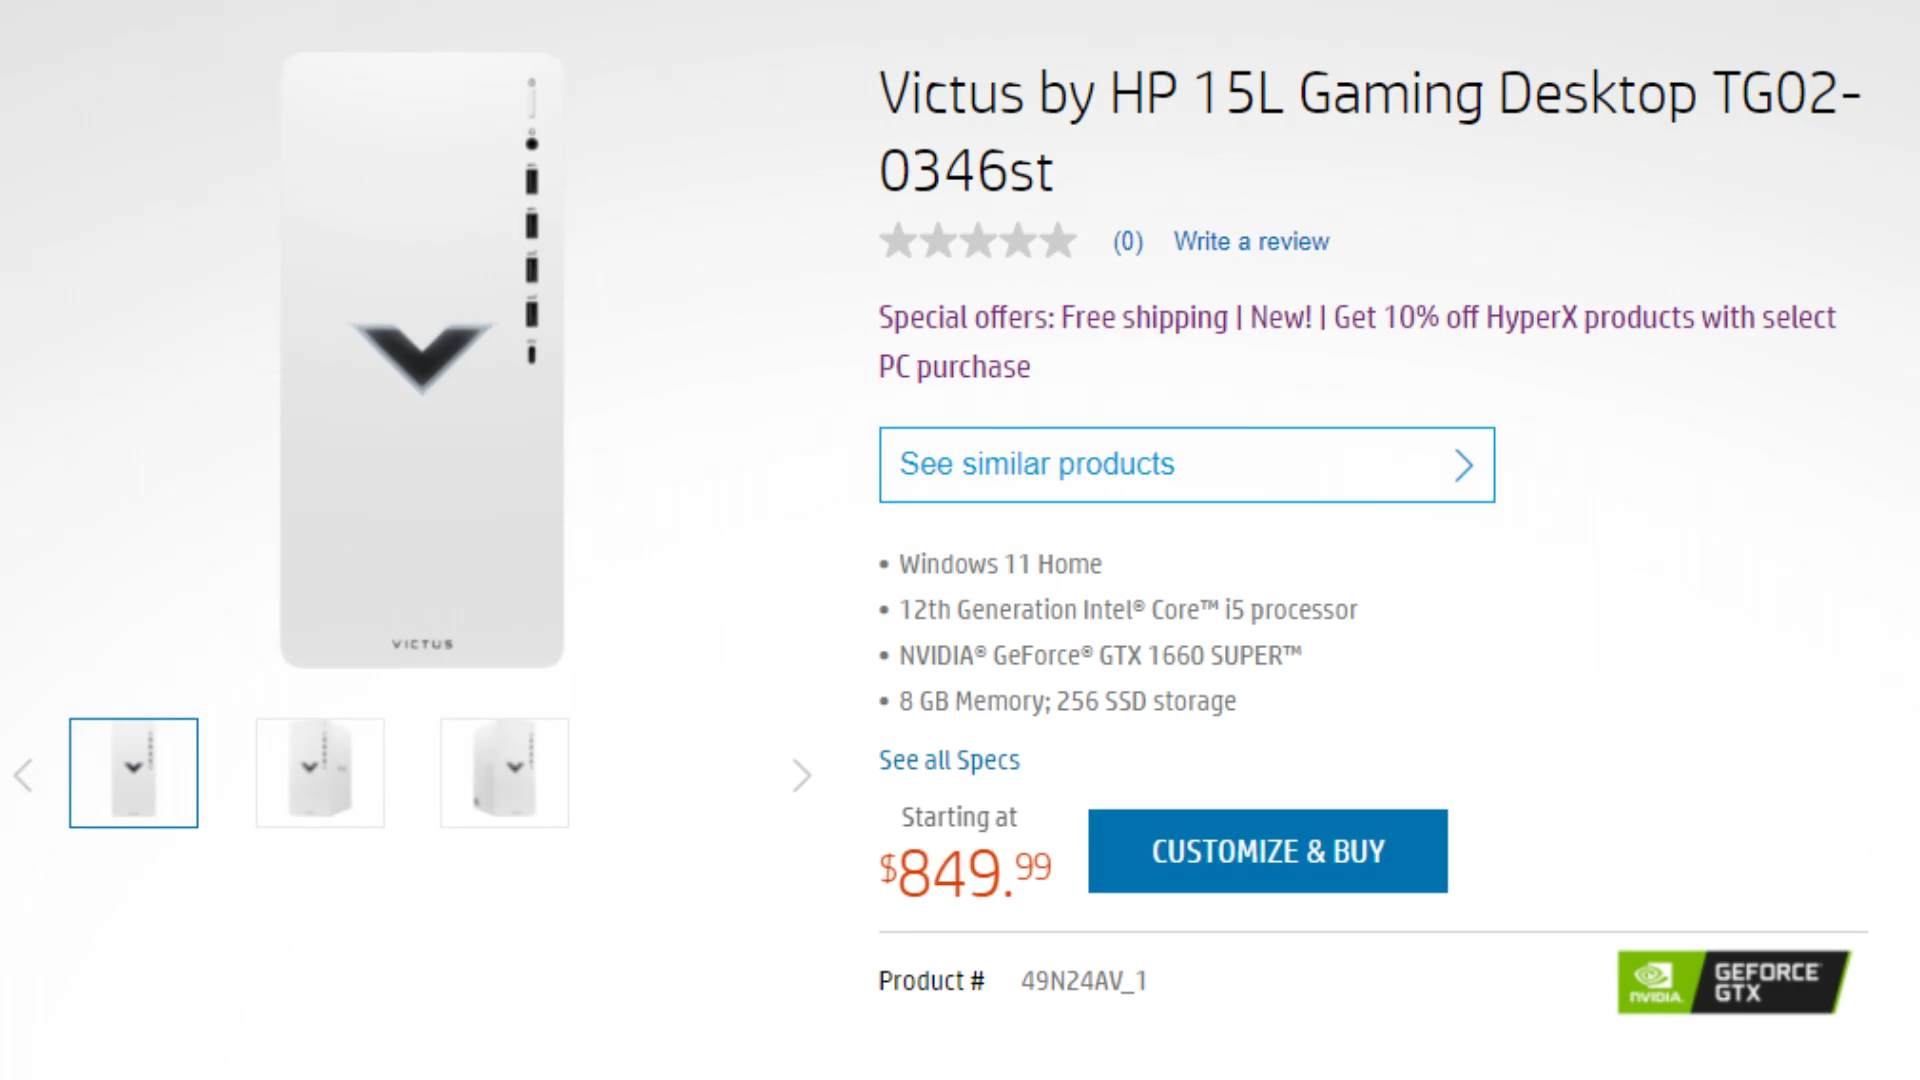 Victus by HP 15L Gaming Desktop TG02-
0346st
(0) Write a review
Special offers: Free shipping | New! | Get 10% off HyperX products with select
PC purchase
See similar products
• Windows 11 Home
• 12th Generation Intel® Core™ i5 processor
• NVIDIA® GeForce® GTX 1660 SUPER™
• 8 GB Memory; 256 SSD storage
See all Specs
Starting at
$849.99
CUSTOMIZE & BUY
Product # 49N24AV_1
NVIDIA
GEFORCE
GTX
VICTUS